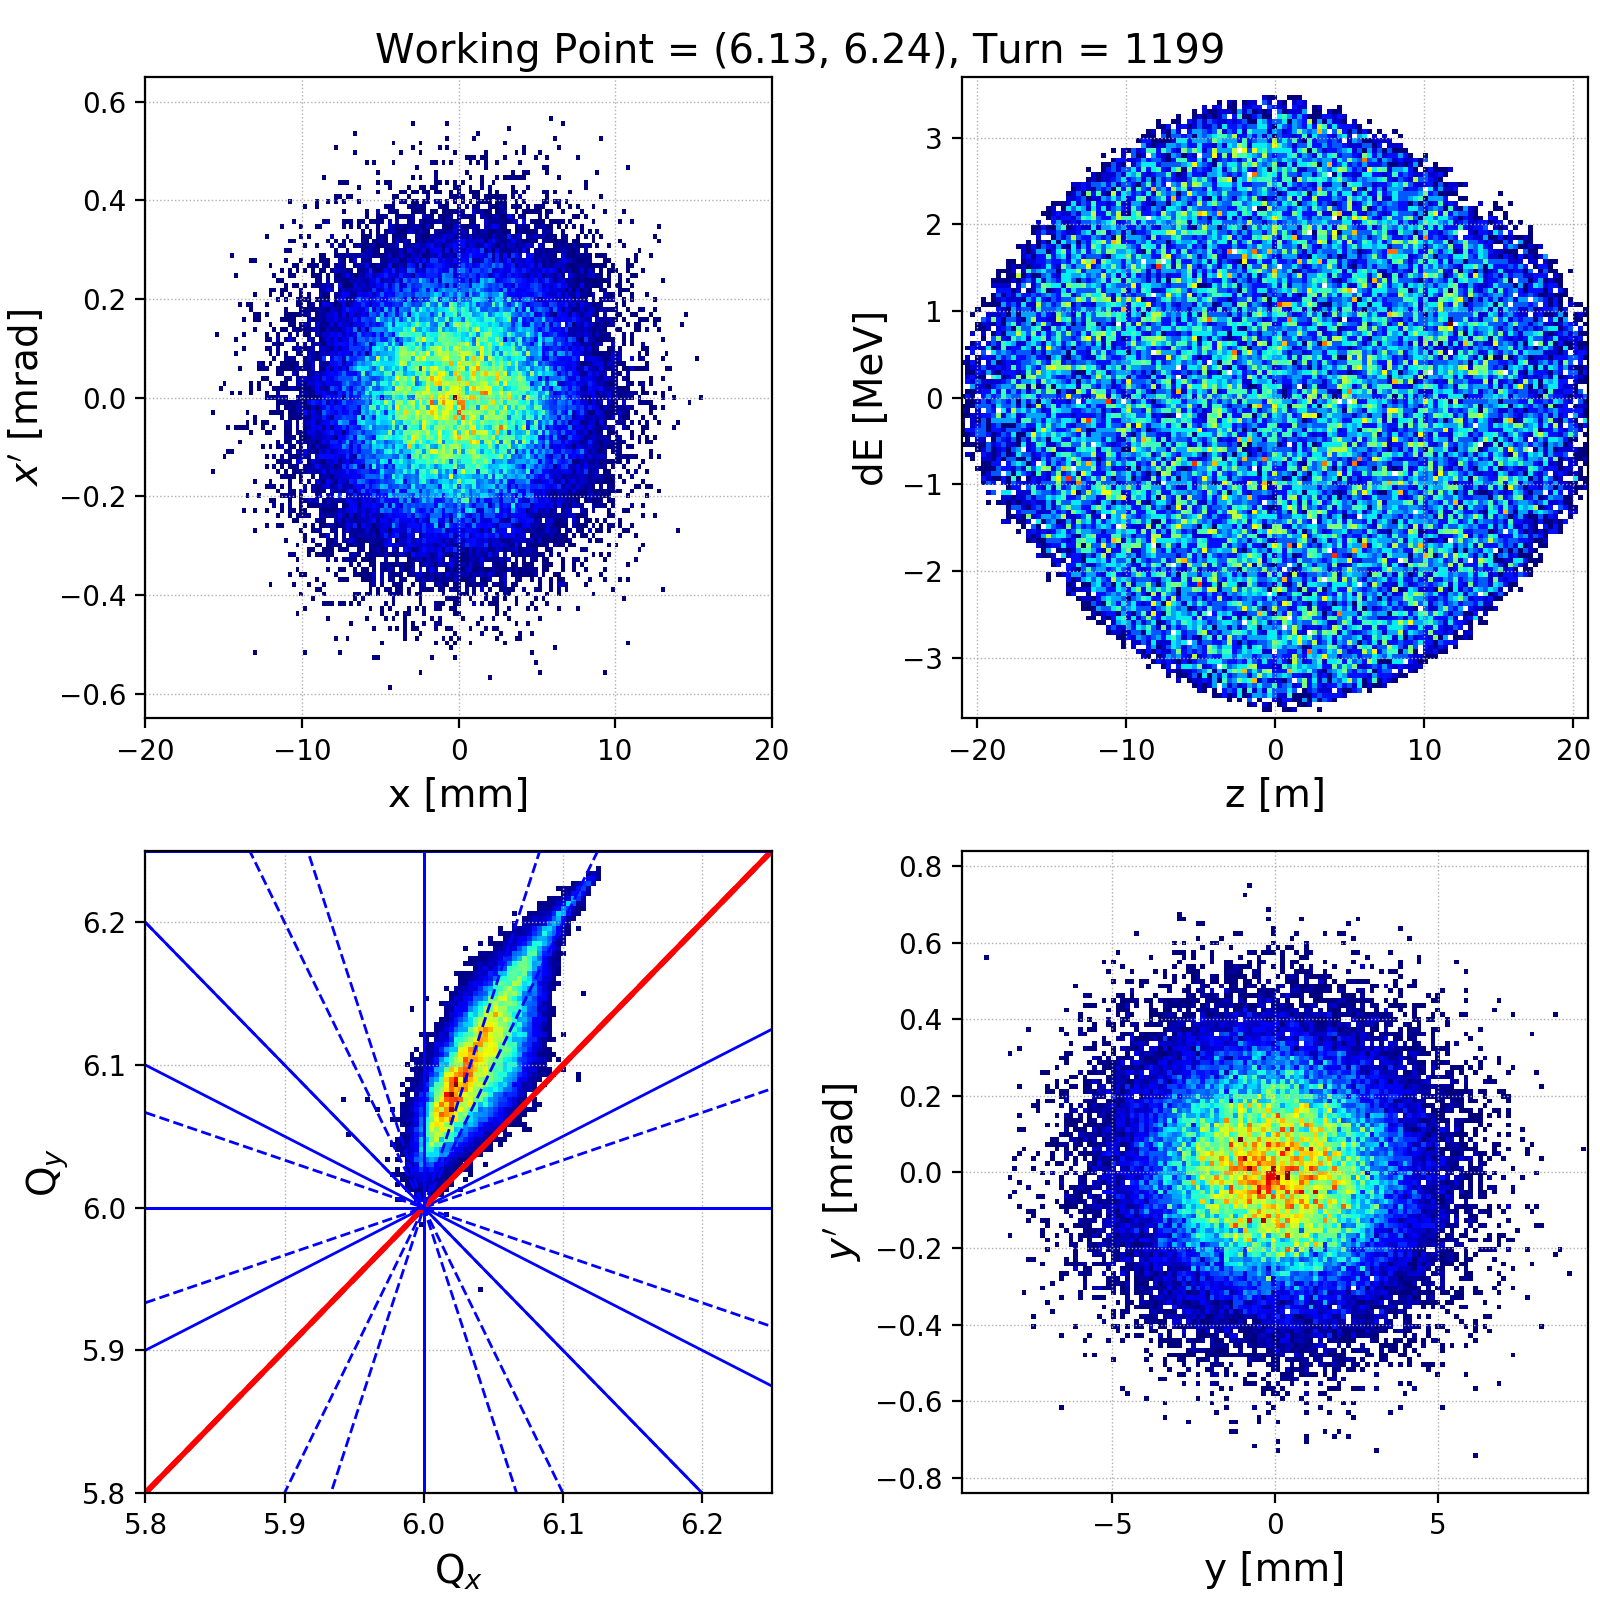 Working Point = (6.13, 6.24), Turn = 1199
0.6
0.4
0.2
0.0
−0.2
−0.4
−0.6
x′ [mrad]
−20 −10 0 10 20
x [mm]
3
2
1
0
−1
−2
−3
dE [MeV]
−20 −10 0 10 20
z [m]
6.2
6.1
6.0
5.9
5.8
Qy
5.8 5.9 6.0 6.1 6.2
Qx
0.8
0.6
0.4
0.2
0.0
−0.2
−0.4
−0.6
−0.8
y′ [mrad]
−5 0 5
y [mm]